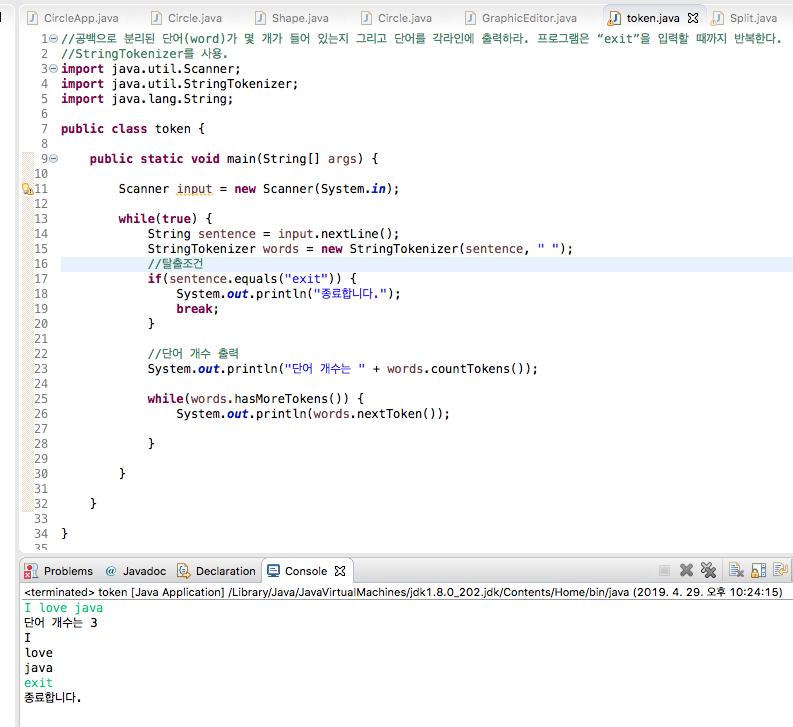 CircleApp.java Circle.java Shape.java Circle.java GraphicEditor.java token.java Split.java
1 //공백으로 분리된 단어(word)가 몇 개가 들어 있는지 그리고 단어를 각라인에 출력하라. 프로그램은 “exit”을 입력할 때까지 반복한다.
2 //StringTokenizer를 사용.
3 import java.util.Scanner;
4 import java.util.StringTokenizer;
5 import java.lang.String;
6
7 public class token {
8
9 public static void main(String[] args) {
10
11 Scanner input = new Scanner(System.in);
12
13 while(true) {
14 String sentence = input.nextLine();
15 StringTokenizer words = new StringTokenizer(sentence, " ");
16 //탈출조건
17 if(sentence.equals("exit")) {
18 System.out.println("종료합니다.");
19 break;
20 }
21
22 //단어 개수 출력
23 System.out.println("단어 개수는 " + words.countTokens());
24
25 while(words.hasMoreTokens()) {
26 System.out.println(words.nextToken());
27
28 }
29
30 }
31
32 }
33
34 }
35
Problems Javadoc Declaration Console
<terminated> token [Java Application] /Library/Java/JavaVirtualMachines/jdk1.8.0_202.jdk/Contents/Home/bin/java (2019. 4. 29. 오후 10:24:15)
I love java
단어 개수는 3
I
love
java
exit
종료합니다.